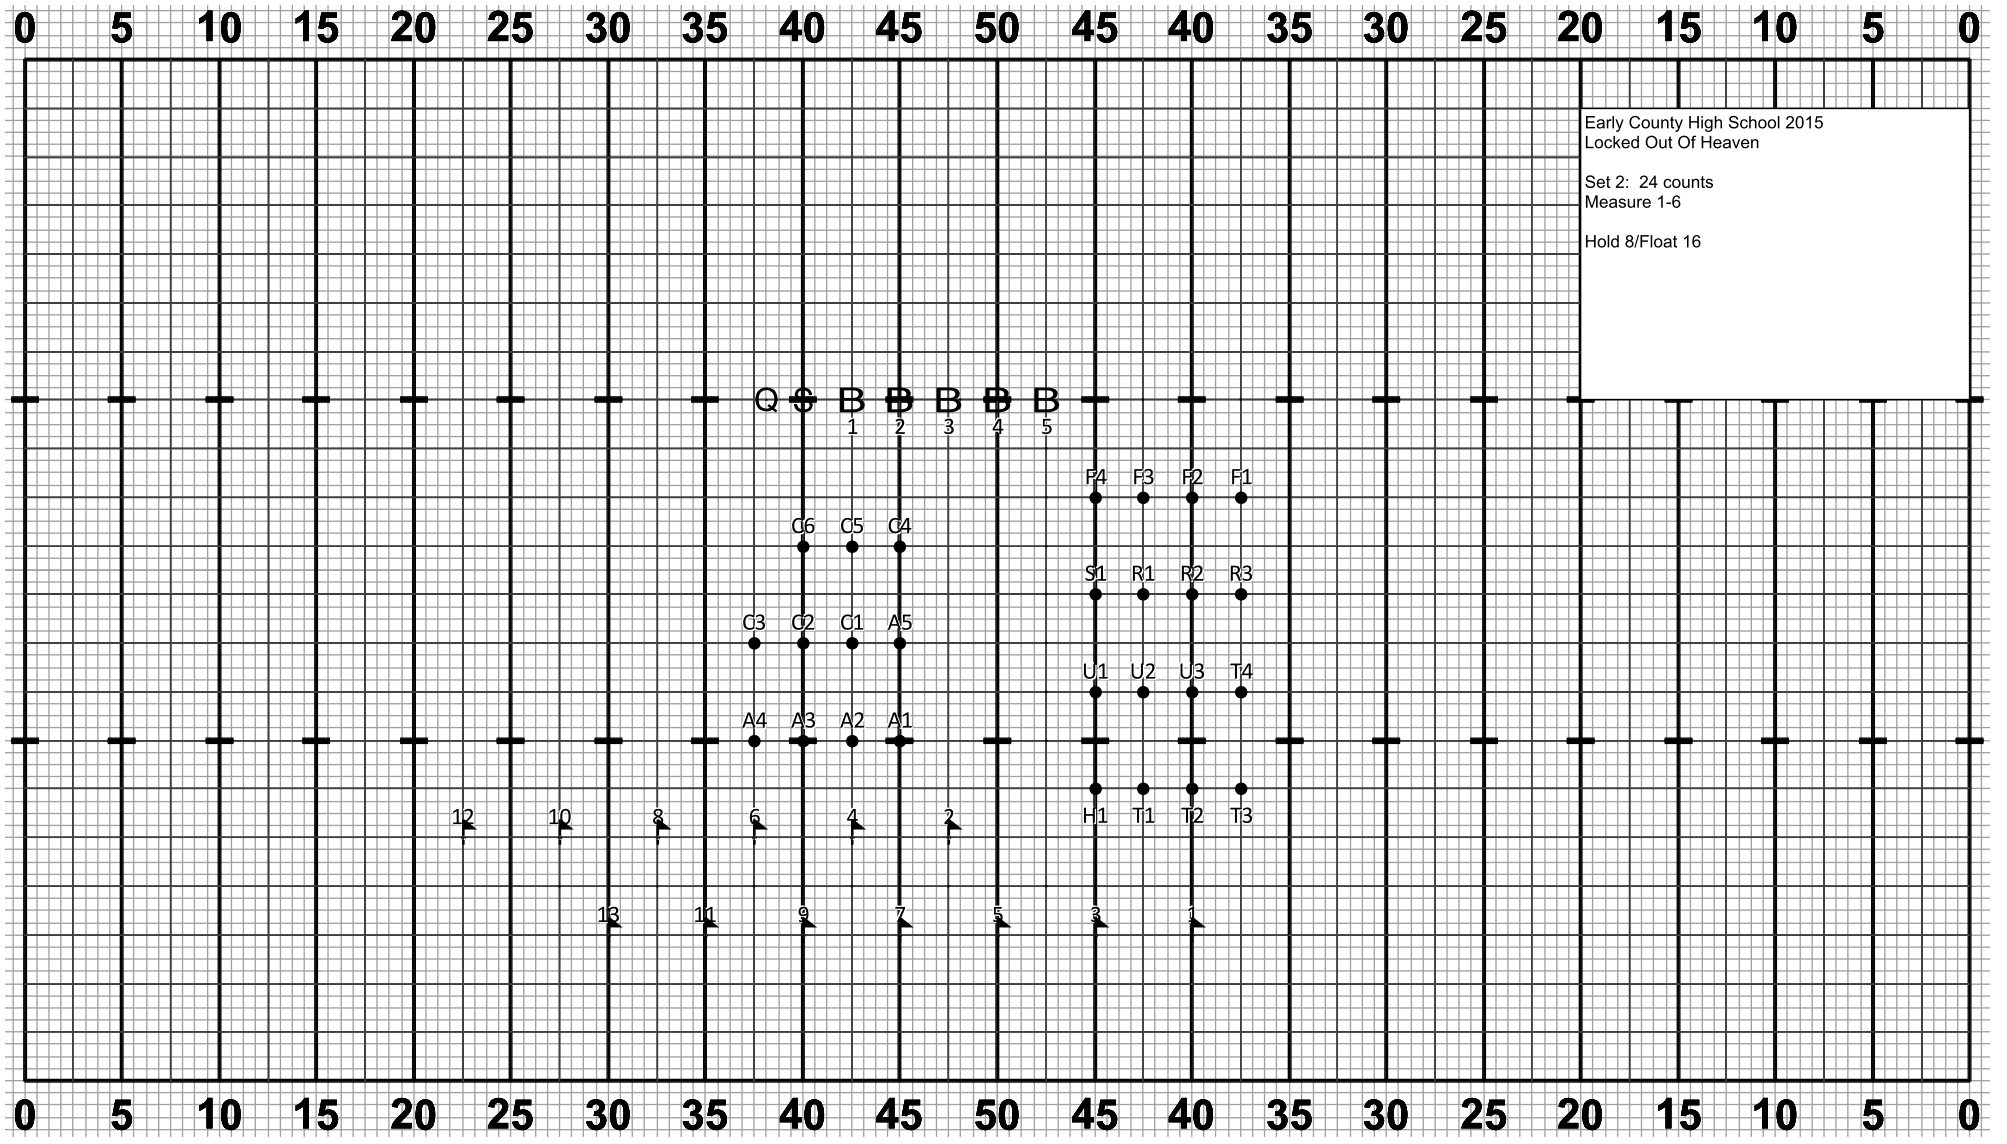 0 5 10 15 20 25 30 35 40 45 50 45 40 35 30 25 20 15 10 5 0
Early County High School 2015
Locked Out Of Heaven
Set 2: 24 counts
Measure 1-6
Hold 8/Float 16
Q S B B B B B
1 2 3 4 5
F4 F3 F2 F1
C6 C5 C4
S1 R1 R2 R3
C3 C2 C1 A5
U1 U2 U3 T4
A4 A3 A2 A1
H1 T1 T2 T3
12 10 8 6 4 2
13 11 9 7 5 3 1
0 5 10 15 20 25 30 35 40 45 50 45 40 35 30 25 20 15 10 5 0